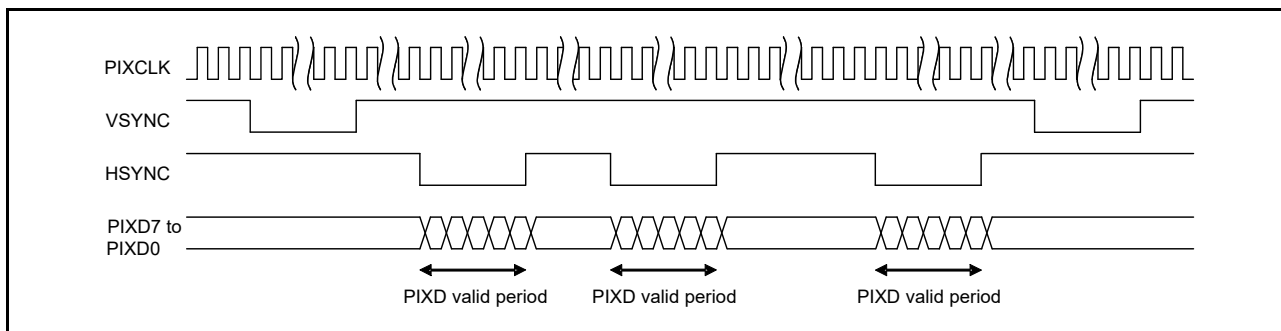 PIXCLK
VSYNC
HSYNC
PIXD7 to
PIXD0
PIXD valid period
PIXD valid period
PIXD valid period